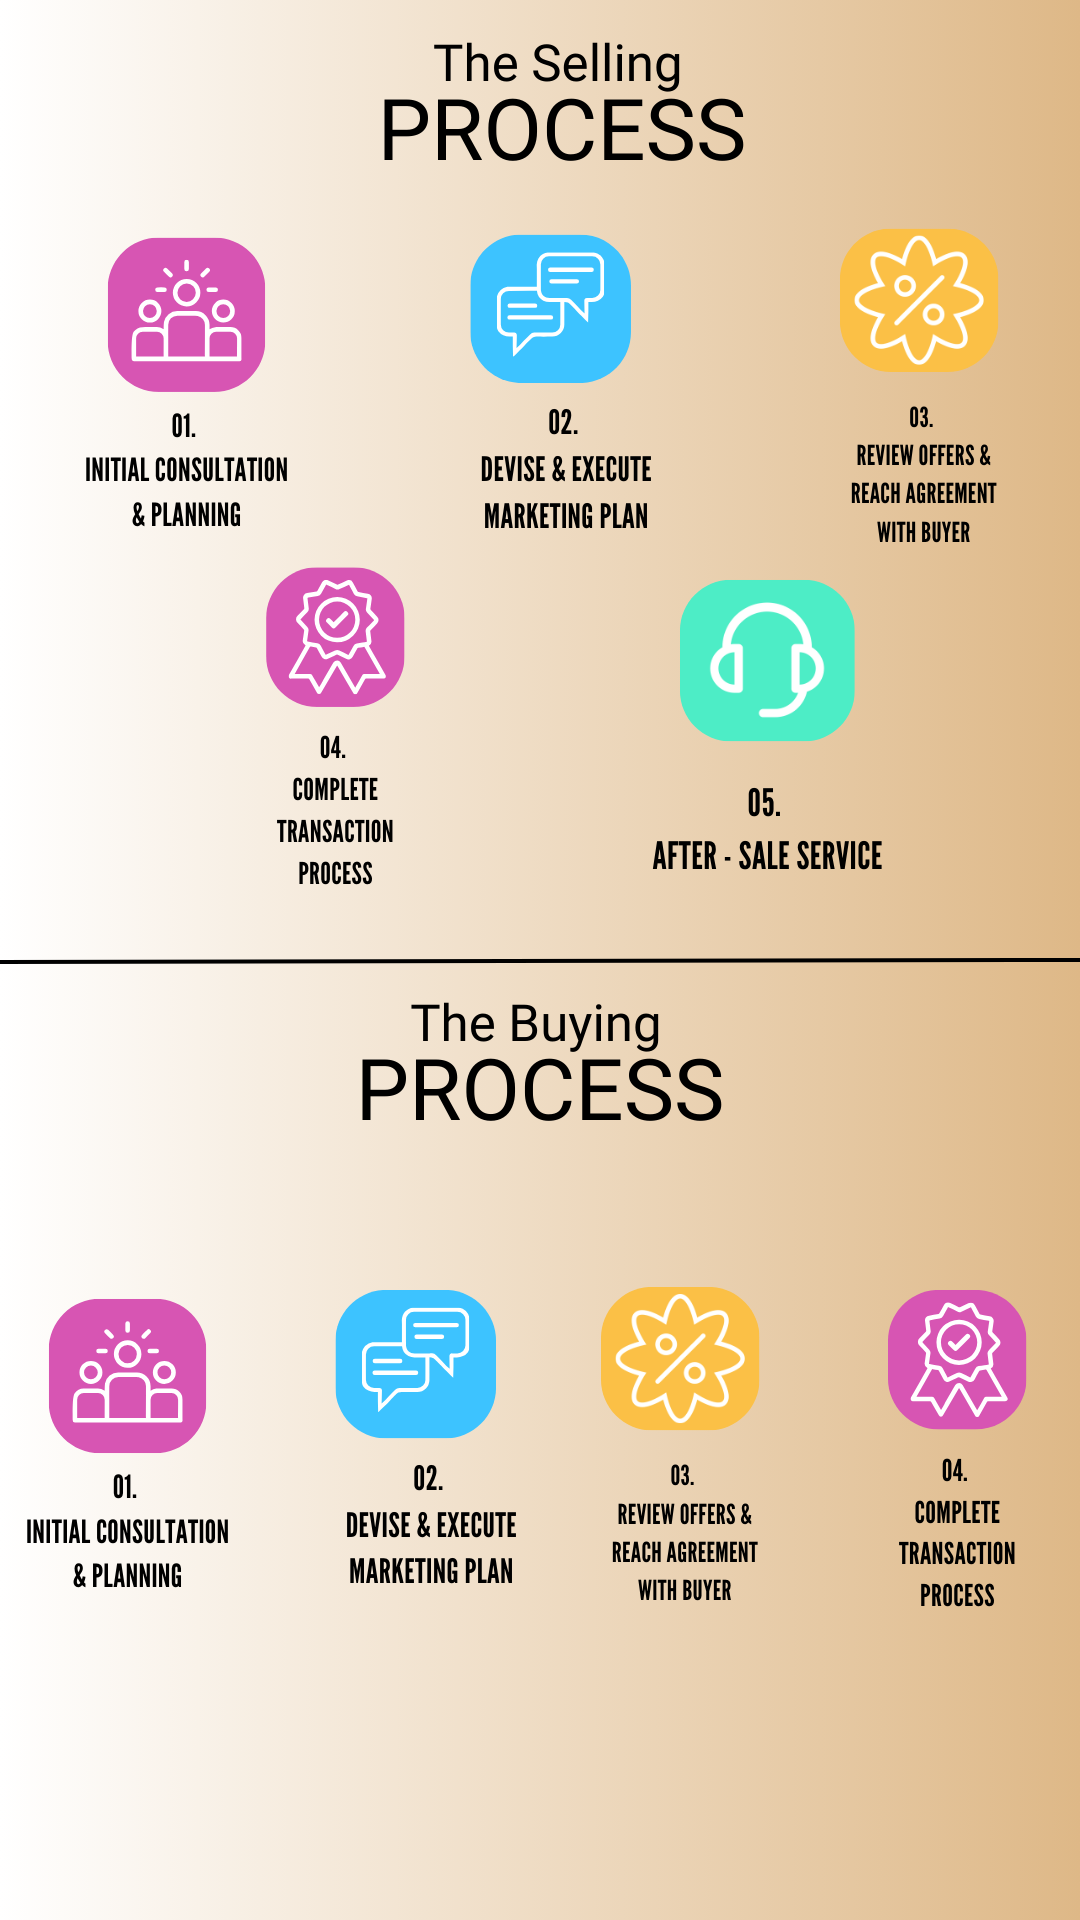 The Selling
PROCESS
01.
INITIAL CONSULTATION
& PLANNING
02.
DEVISE & EXECUTE
MARKETING PLAN
03.
REVIEW OFFERS &
REACH AGREEMENT
WITH BUYER
04.
COMPLETE
TRANSACTION
PROCESS
05.
AFTER - SALE SERVICE
The Buying
PROCESS
01.
INITIAL CONSULTATION
& PLANNING
02.
DEVISE & EXECUTE
MARKETING PLAN
03.
REVIEW OFFERS &
REACH AGREEMENT
WITH BUYER
04.
COMPLETE
TRANSACTION
PROCESS